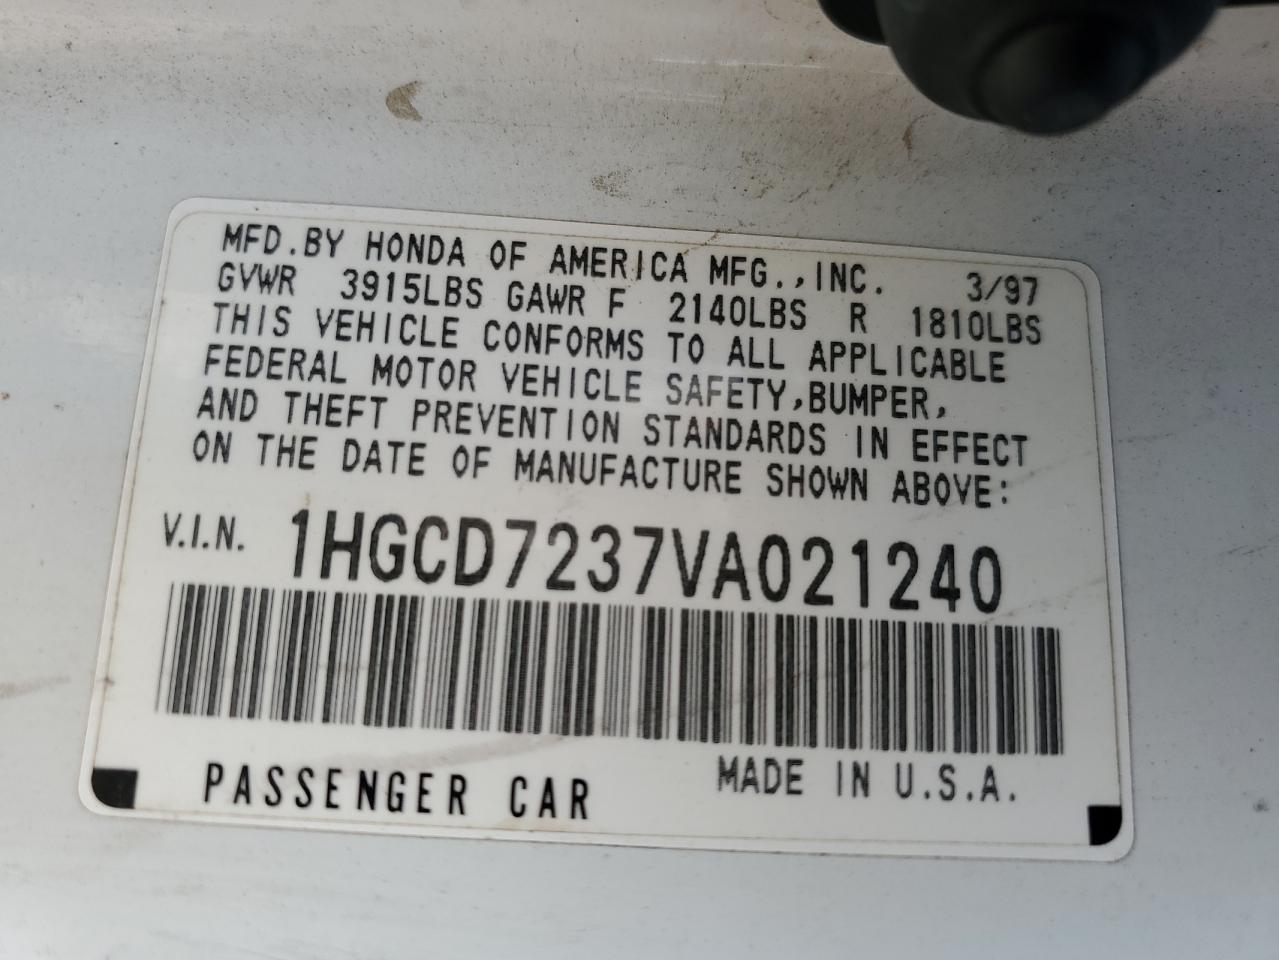 MFD.BY HONDA OF AMERICA MFG.,INC. 3/97
GVWR 3915LBS GAWR F 2140LBS R 1810LBS
THIS VEHICLE CONFORMS TO ALL APPLICABLE
FEDERAL MOTOR VEHICLE SAFETY,BUMPER,
AND THEFT PREVENTION STANDARDS IN EFFECT
ON THE DATE OF MANUFACTURE SHOWN ABOVE:
V.I.N. 1HGCD7237VA021240
PASSENGER CAR MADE IN U.S.A.